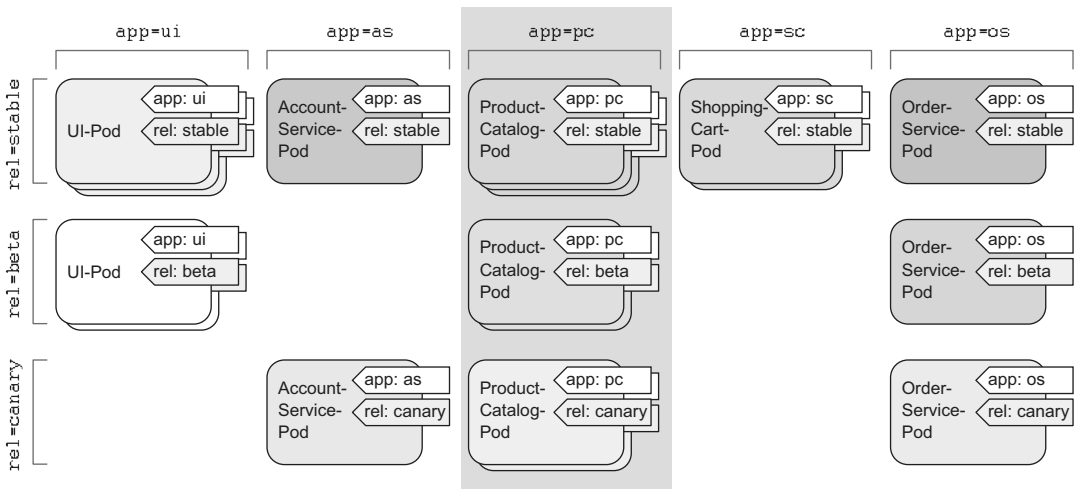 app=ui
app=as
app=pc
app=sc
app=os
rel=stable
UI-Pod
app: ui
rel: stable
Account-
Service-
Pod
app: as
rel: stable
Product-
Catalog-
Pod
app: pc
rel: stable
Shopping-
Cart-
Pod
app: sc
rel: stable
Order-
Service-
Pod
app: os
rel: stable
rel=beta
UI-Pod
app: ui
rel: beta
Product-
Catalog-
Pod
app: pc
rel: beta
Order-
Service-
Pod
app: os
rel: beta
rel=canary
Account-
Service-
Pod
app: as
rel: canary
Product-
Catalog-
Pod
app: pc
rel: canary
Order-
Service-
Pod
app: os
rel: canary